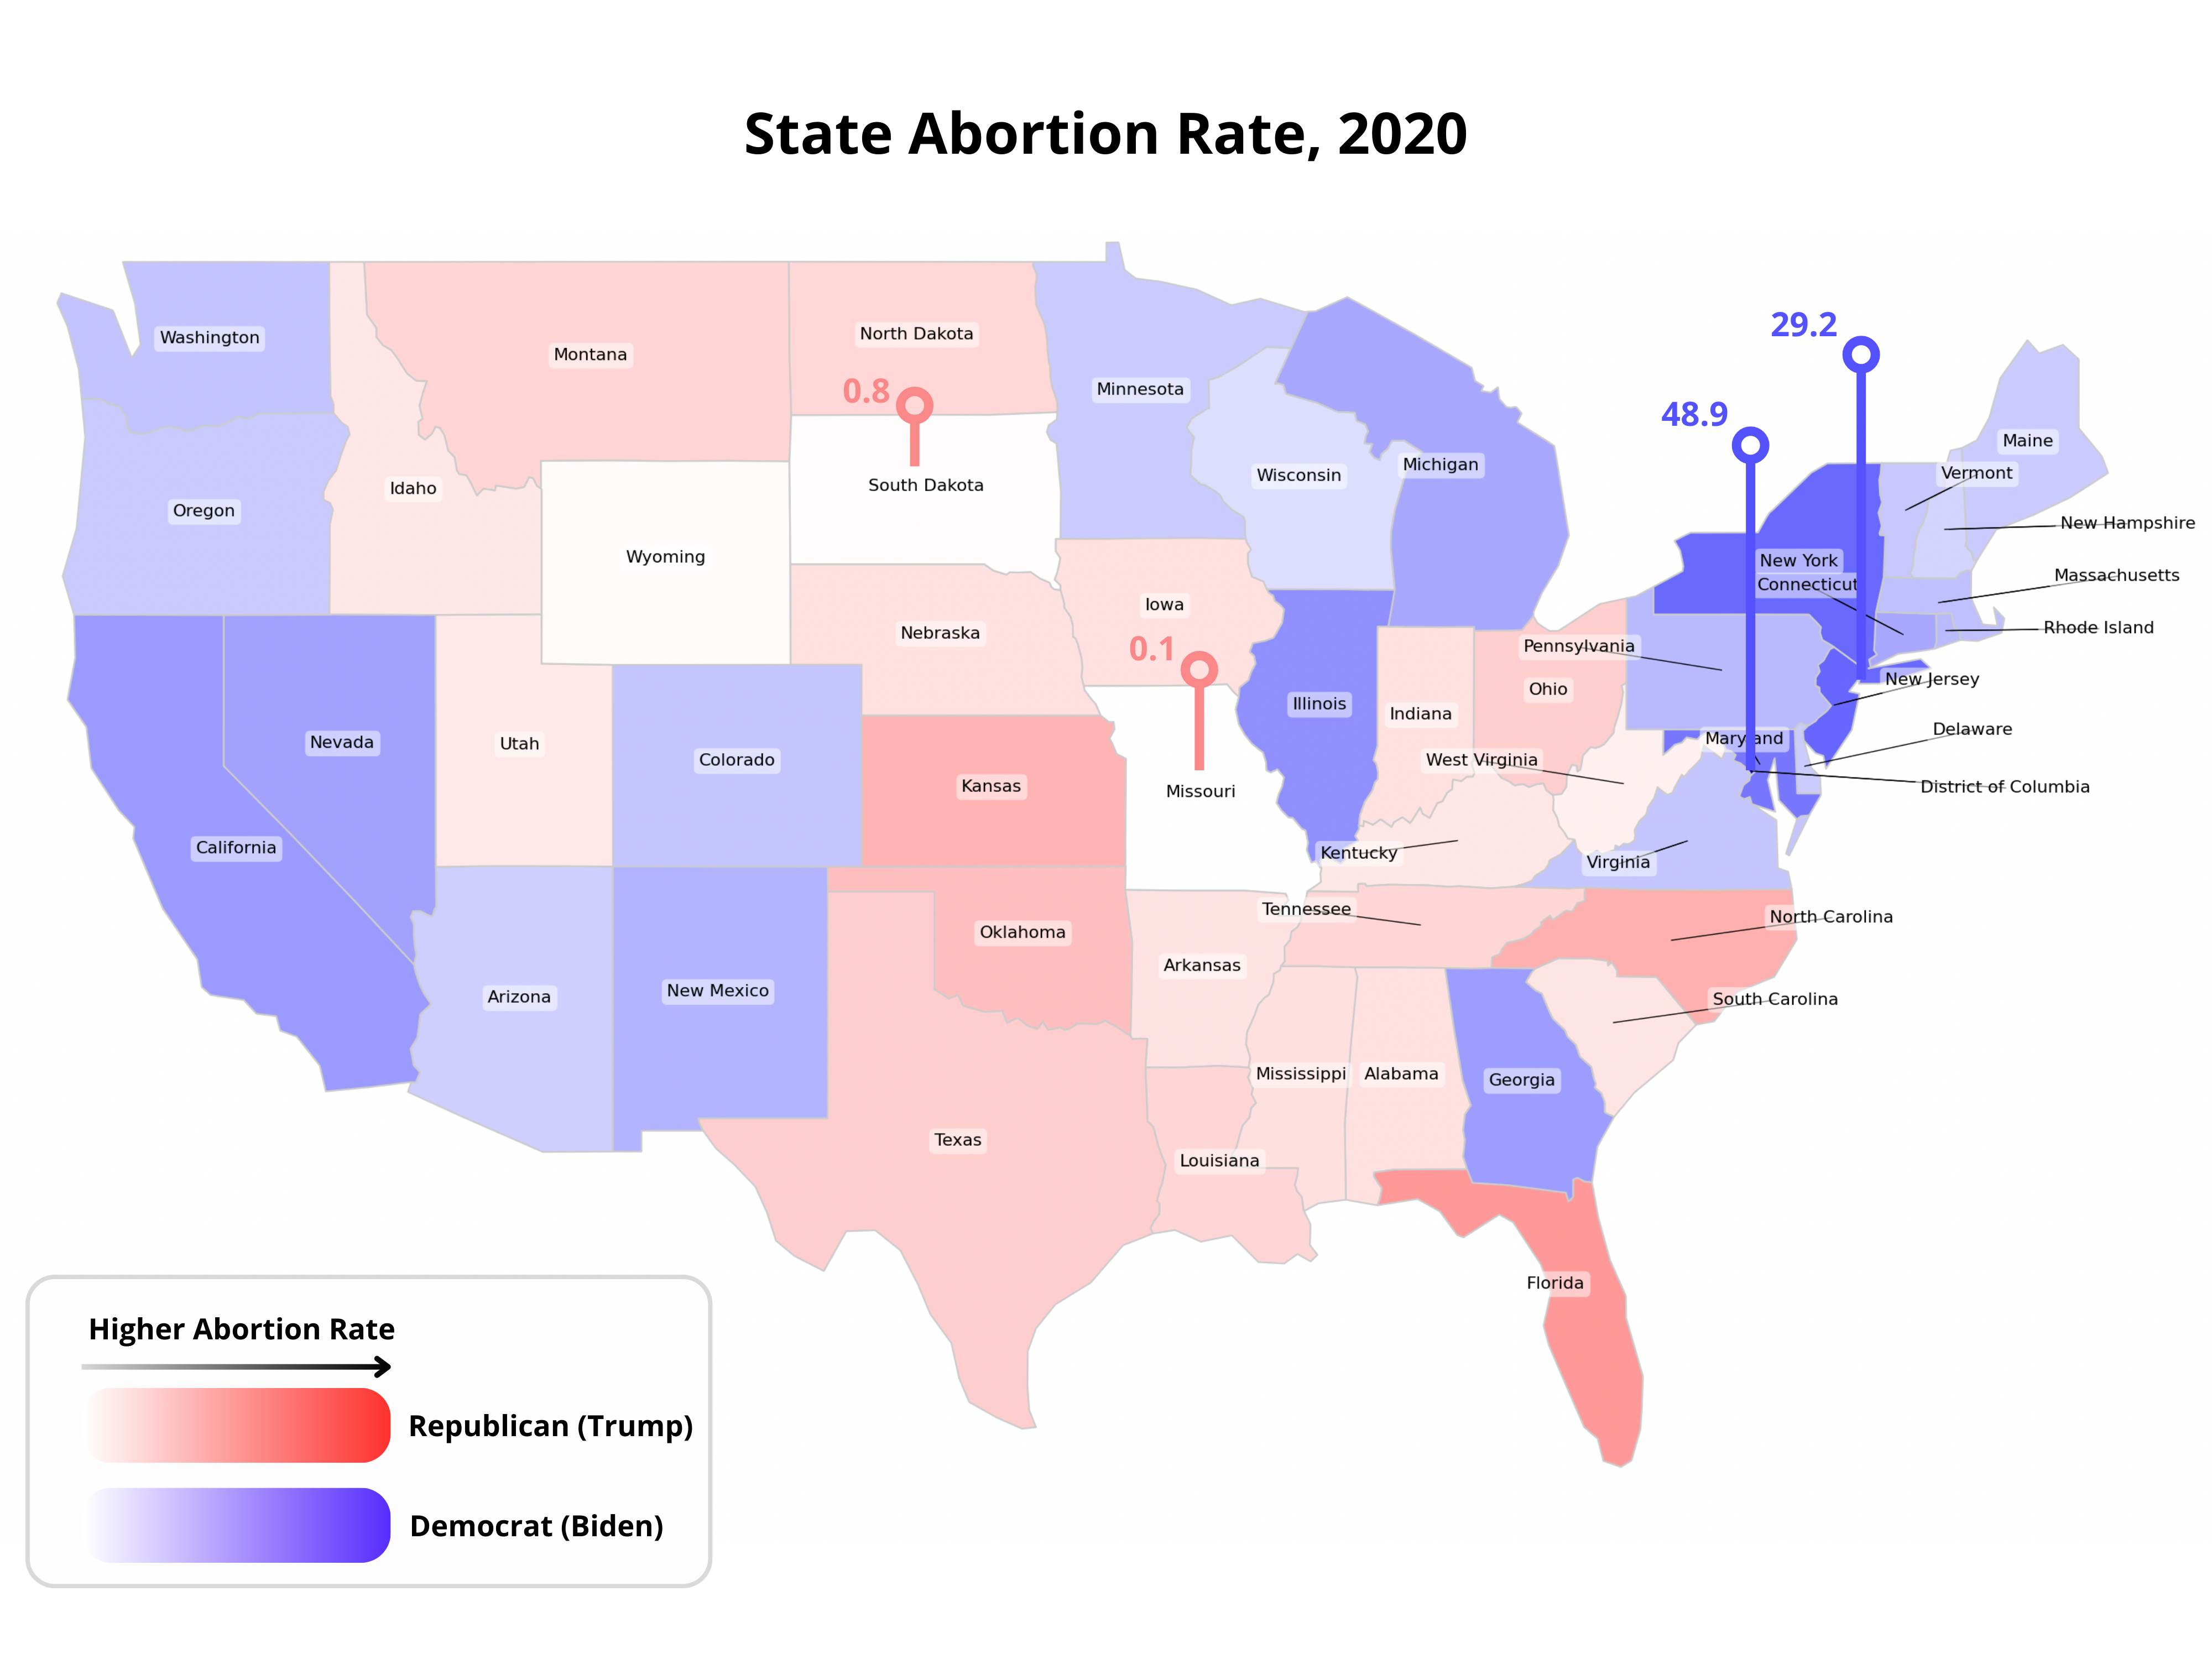 State Abortion Rate, 2020
29.2
48.9
0.8
0.1
Washington
Montana
North Dakota
Minnesota
Maine
Michigan
Vermont
Wisconsin
South Dakota
Idaho
Oregon
New Hampshire
Wyoming
New York
Massachusetts
Connecticut
Iowa
Rhode Island
Nebraska
Pennsylvania
New Jersey
Ohio
Illinois
Indiana
Delaware
Maryland
Nevada
Utah
Colorado
West Virginia
Kansas
District of Columbia
Missouri
California
Kentucky
Virginia
Tennessee
North Carolina
Oklahoma
Arkansas
New Mexico
Arizona
South Carolina
Mississippi
Alabama
Georgia
Texas
Louisiana
Florida
Higher Abortion Rate
Republican (Trump)
Democrat (Biden)